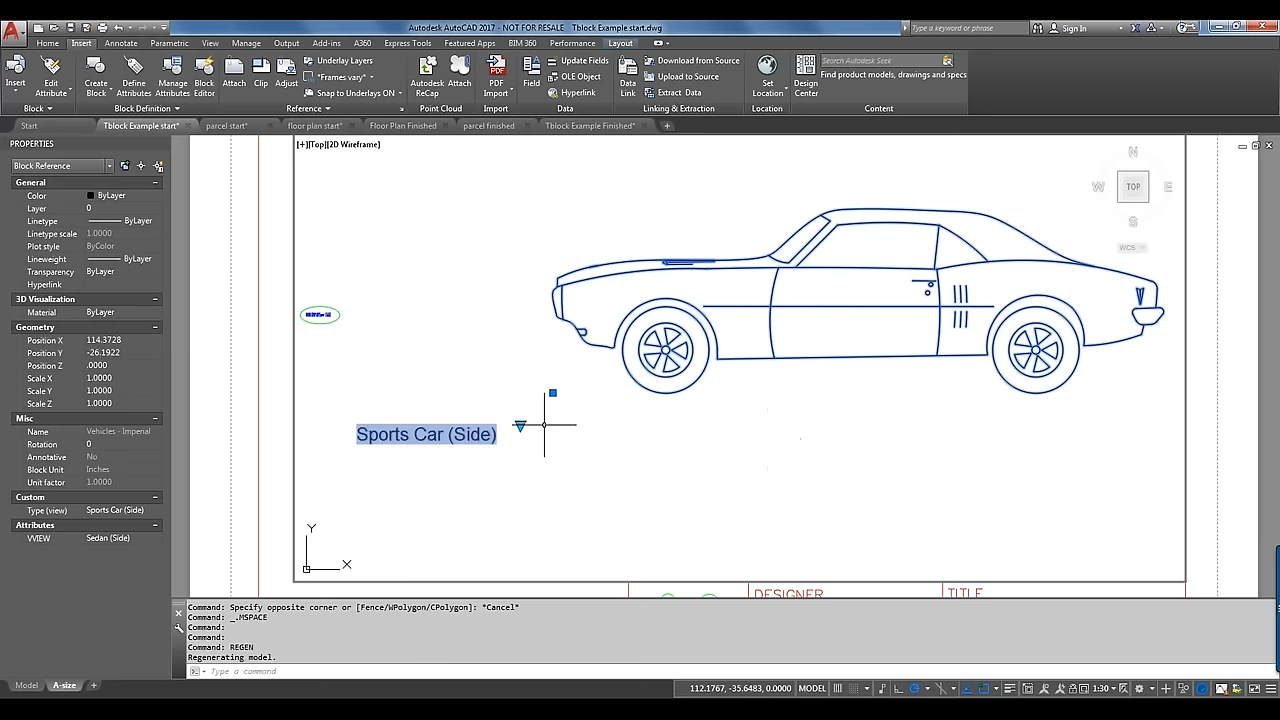 Autodesk AutoCAD 2017 - NOT FOR RESALE Tblock Example start.dwg
Type a keyword or phrase
Sign In
Home Insert Annotate Parametric View Manage Output Add-ins A360 Express Tools Featured Apps BIM 360 Performance Layout
Insert
Edit Attribute
Create Block
Define Attributes
Manage Attributes
Block Editor
Attach
Clip
Adjust
Underlay Layers
*Frames vary*
Snap to Underlays ON
Autodesk ReCap
Attach
PDF Import
Field
Update Fields
OLE Object
Hyperlink
Data Link
Download from Source
Upload to Source
Extract Data
Set Location
Design Center
Search Autodesk Seek
Find product models, drawings and specs
Block Block Definition Reference Point Cloud Import Data Linking & Extraction Location Content
Start Tblock Example start* parcel start* floor plan start* Floor Plan Finished parcel finished Tblock Example Finished*
PROPERTIES
Block Reference
General
Color ByLayer
Layer 0
Linetype ByLayer
Linetype scale 1.0000
Plot style ByColor
Lineweight ByLayer
Transparency ByLayer
Hyperlink
3D Visualization
Material ByLayer
Geometry
Position X 114.3728
Position Y -26.1922
Position Z .0000
Scale X 1.0000
Scale Y 1.0000
Scale Z 1.0000
Misc
Name Vehicles - Imperial
Rotation 0
Annotative No
Block Unit Inches
Unit factor 1.0000
Custom
Type (view) Sports Car (Side)
Attributes
VVIEW Sedan (Side)
[+][Top][2D Wireframe]
N
W TOP E
S
WCS
Sports Car (Side)
Y
X
DESIGNER
TITLE
Command: Specify opposite corner or [Fence/WPolygon/CPolygon]: *Cancel*
Command: _.MSPACE
Command:
Command:
Command: REGEN
Regenerating model.
Type a command
Model A-size
112.1767, -35.6483, 0.0000 MODEL
1:30